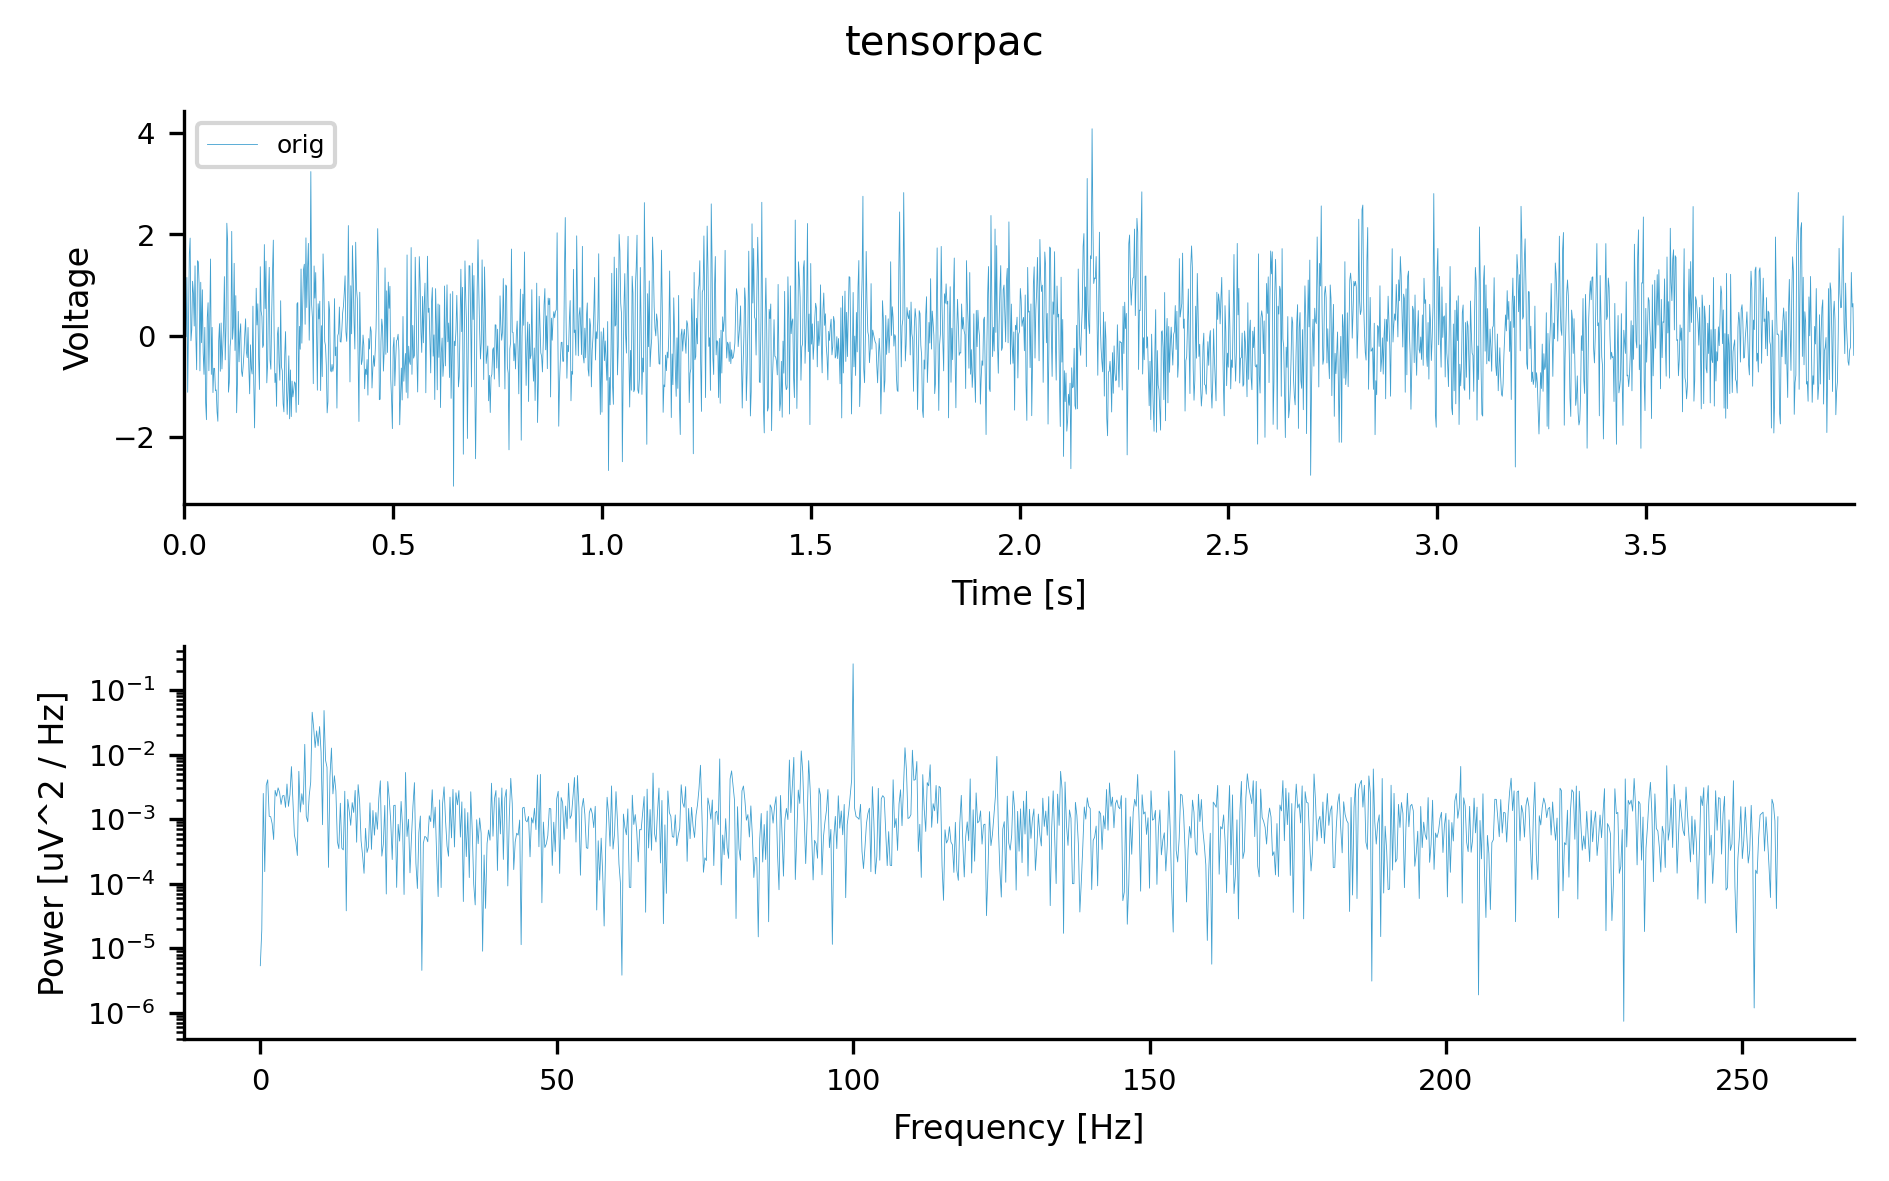 tensorpac
Voltage
4
2
0
−2
orig
0.0 0.5 1.0 1.5 2.0 2.5 3.0 3.5
Time [s]
Power [uV^2 / Hz]
10⁻¹
10⁻²
10⁻³
10⁻⁴
10⁻⁵
10⁻⁶
0 50 100 150 200 250
Frequency [Hz]